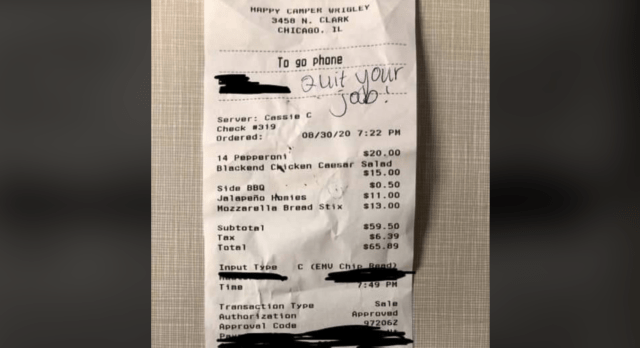 HAPPY CAMPER WRIGLEY
3458 N. CLARK
CHICAGO, IL
To go phone
Quit your
job!
Server: Cassie C
Check #319
Ordered: 08/30/20 7:22 PM
14 Pepperoni $20.00
Blackend Chicken Caesar Salad
$15.00
Side BBQ $0.50
Jalapeño Homies $11.00
Mozzarella Bread Stix $13.00
Subtotal $59.50
Tax $6.39
Total $65.89
Input Type C (EMV Chip Read)
Time 7:49 PM
Transaction Type Sale
Authorization Approved
Approval Code 97206Z